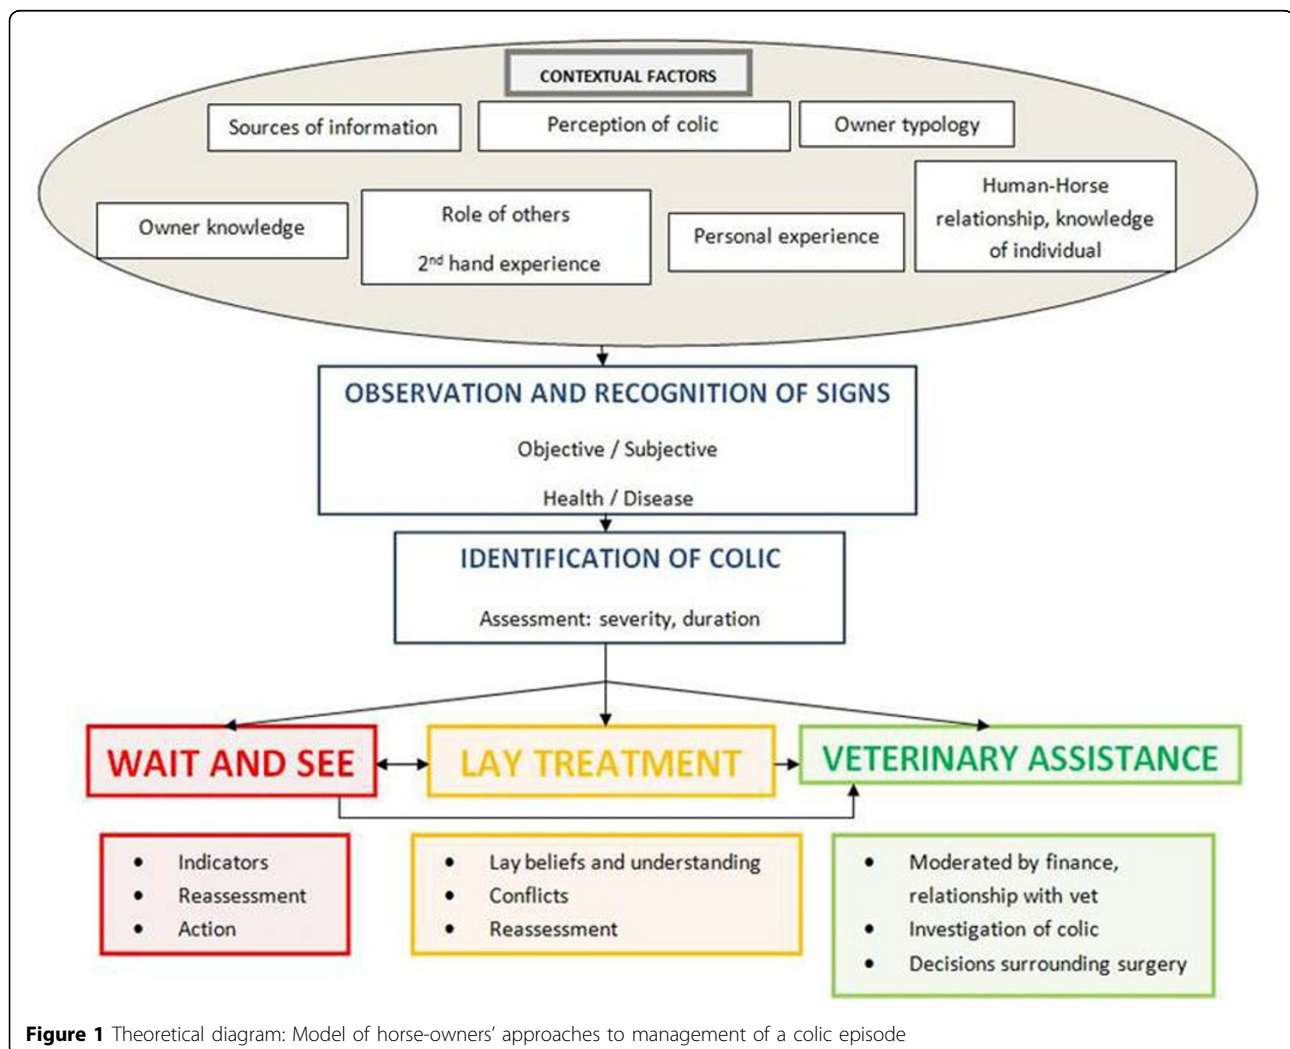 CONTEXTUAL FACTORS
Sources of information
Perception of colic
Owner typology
Owner knowledge
Role of others
2nd hand experience
Personal experience
Human-Horse
relationship, knowledge
of individual
OBSERVATION AND RECOGNITION OF SIGNS
Objective / Subjective
Health / Disease
IDENTIFICATION OF COLIC
Assessment: severity, duration
WAIT AND SEE
LAY TREATMENT
VETERINARY ASSISTANCE
• Indicators
• Reassessment
• Action
• Lay beliefs and understanding
• Conflicts
• Reassessment
• Moderated by finance,
relationship with vet
• Investigation of colic
• Decisions surrounding surgery
Figure 1 Theoretical diagram: Model of horse-owners’ approaches to management of a colic episode